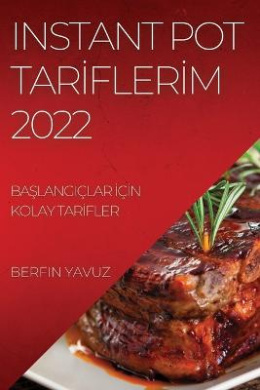 INSTANT POT
TARİFLERİM
2022
BAŞLANGIÇLAR İÇİN
KOLAY TARİFLER
BERFIN YAVUZ